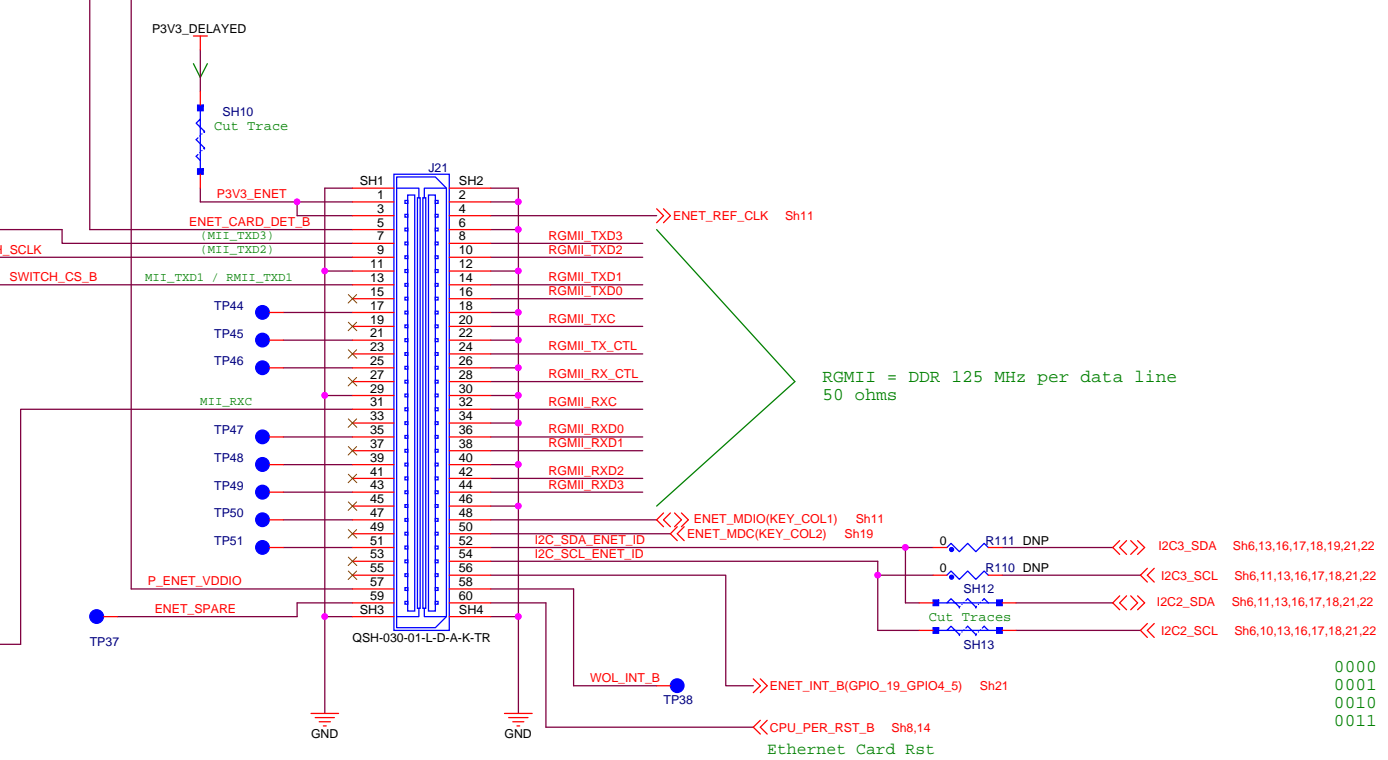 P3V3_DELAYED
SH10
Cut Trace
J21
SH1 SH2
P3V3_ENET 1 2
3 4 ENET_REF_CLK Sh11
ENET_CARD_DET_B 5 6
(MII_TXD3) 7 8 RGMII_TXD3
H_SCLK (MII_TXD2) 9 10 RGMII_TXD2
11 12
SWITCH_CS_B MII_TXD1 / RMII_TXD1 13 14 RGMII_TXD1
15 16 RGMII_TXD0
TP44 17 18
19 20 RGMII_TXC
TP45 21 22
23 24 RGMII_TX_CTL
TP46 25 26
27 28 RGMII_RX_CTL
RGMII = DDR 125 MHz per data line
50 ohms
29 30
MII_RXC 31 32 RGMII_RXC
33 34
TP47 35 36 RGMII_RXD0
37 38 RGMII_RXD1
TP48 39 40
41 42 RGMII_RXD2
TP49 43 44 RGMII_RXD3
45 46
TP50 47 48 ENET_MDIO(KEY_COL1) Sh11
49 50 ENET_MDC(KEY_COL2) Sh19
TP51 51 52 I2C_SDA_ENET_ID 0 R111 DNP I2C3_SDA Sh6,13,16,17,18,19,21,22
53 54 I2C_SCL_ENET_ID
55 56 0 R110 DNP I2C3_SCL Sh6,11,13,16,17,18,21,22
P_ENET_VDDIO 57 58
SH12
ENET_SPARE 59 60 I2C2_SDA Sh6,11,13,16,17,18,21,22
SH3 SH4 Cut Traces
TP37 QSH-030-01-L-D-A-K-TR I2C2_SCL Sh6,10,13,16,17,18,21,22
SH13
WOL_INT_B ENET_INT_B(GPIO_19_GPIO4_5) Sh21
TP38
GND GND CPU_PER_RST_B Sh8,14
Ethernet Card Rst
0000
0001
0010
0011